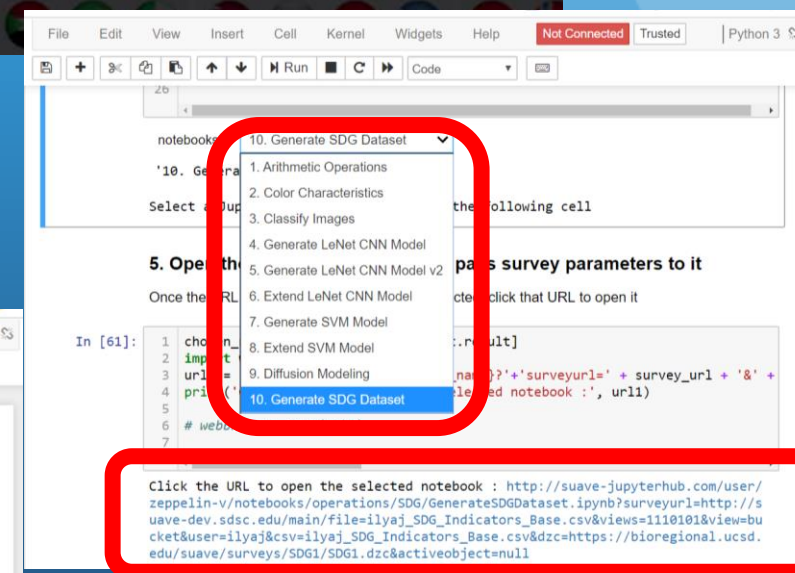 File Edit View Insert Cell Kernel Widgets Help Not Connected Trusted Python 3
Run Code
26
notebooks 10. Generate SDG Dataset
'10. Genera
1. Arithmetic Operations
2. Color Characteristics
3. Classify Images
4. Generate LeNet CNN Model
5. Generate LeNet CNN Model v2
6. Extend LeNet CNN Model
7. Generate SVM Model
8. Extend SVM Model
9. Diffusion Modeling
10. Generate SDG Dataset
Select a Jup the following cell
5. Open the pass survey parameters to it
Once the URL click that URL to open it
In [61]:
1 .result]
2 import
3 url = }?'+'surveyurl=' + survey_url + '&' +
4 selected notebook :', url1)
5
6 #
7
Click the URL to open the selected notebook : http://suave-jupyterhub.com/user/
zeppelin-v/notebooks/operations/SDG/GenerateSDGDataset.ipynb?surveyurl=http://s
uave-dev.sdsc.edu/main/file=ilyaj_SDG_Indicators_Base.csv&views=1110101&view=bu
cket&user=ilyaj&csv=ilyaj_SDG_Indicators_Base.csv&dzc=https://bioregional.ucsd.
edu/suave/surveys/SDG1/SDG1.dzc&activeobject=null